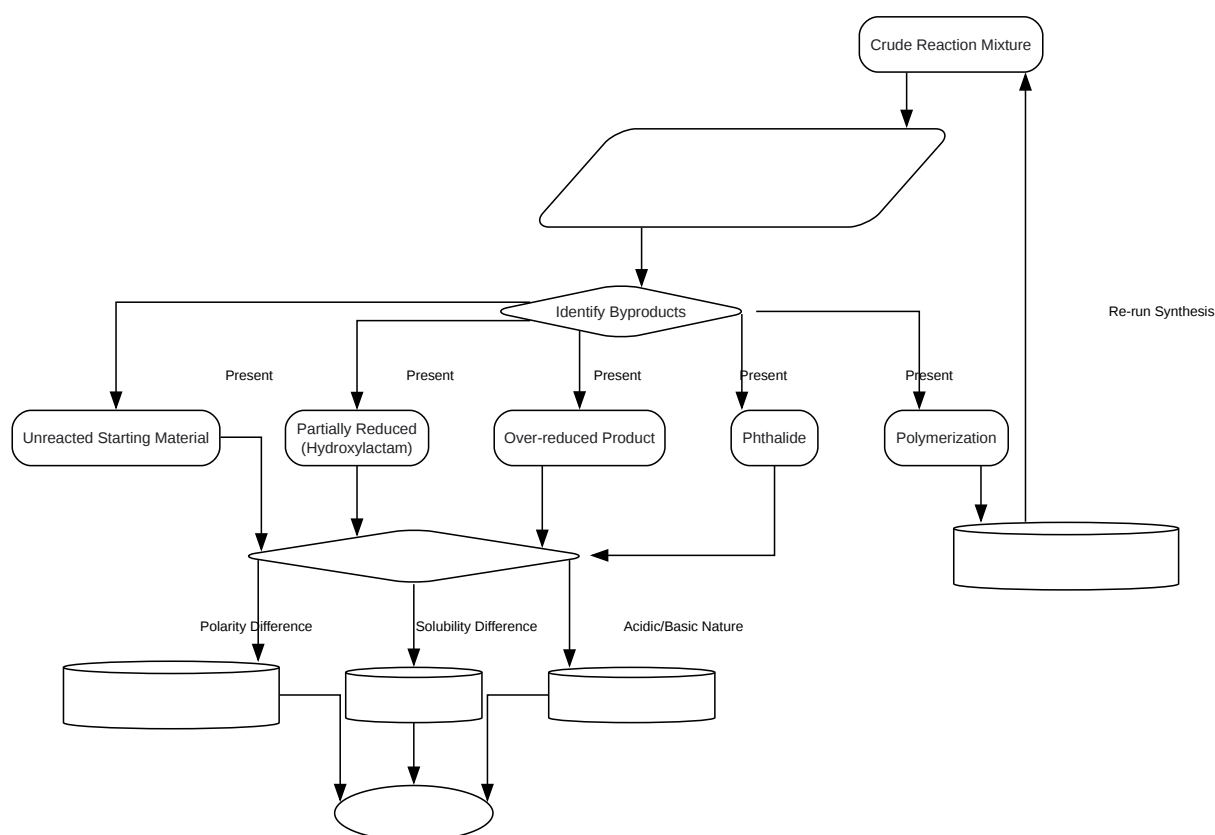 Crude Reaction Mixture
Identify Byproducts
Re-run Synthesis
Present
Present
Present
Present
Present
Unreacted Starting Material
Partially Reduced
(Hydroxylactam)
Over-reduced Product
Phthalide
Polymerization
Polarity Difference
Solubility Difference
Acidic/Basic Nature